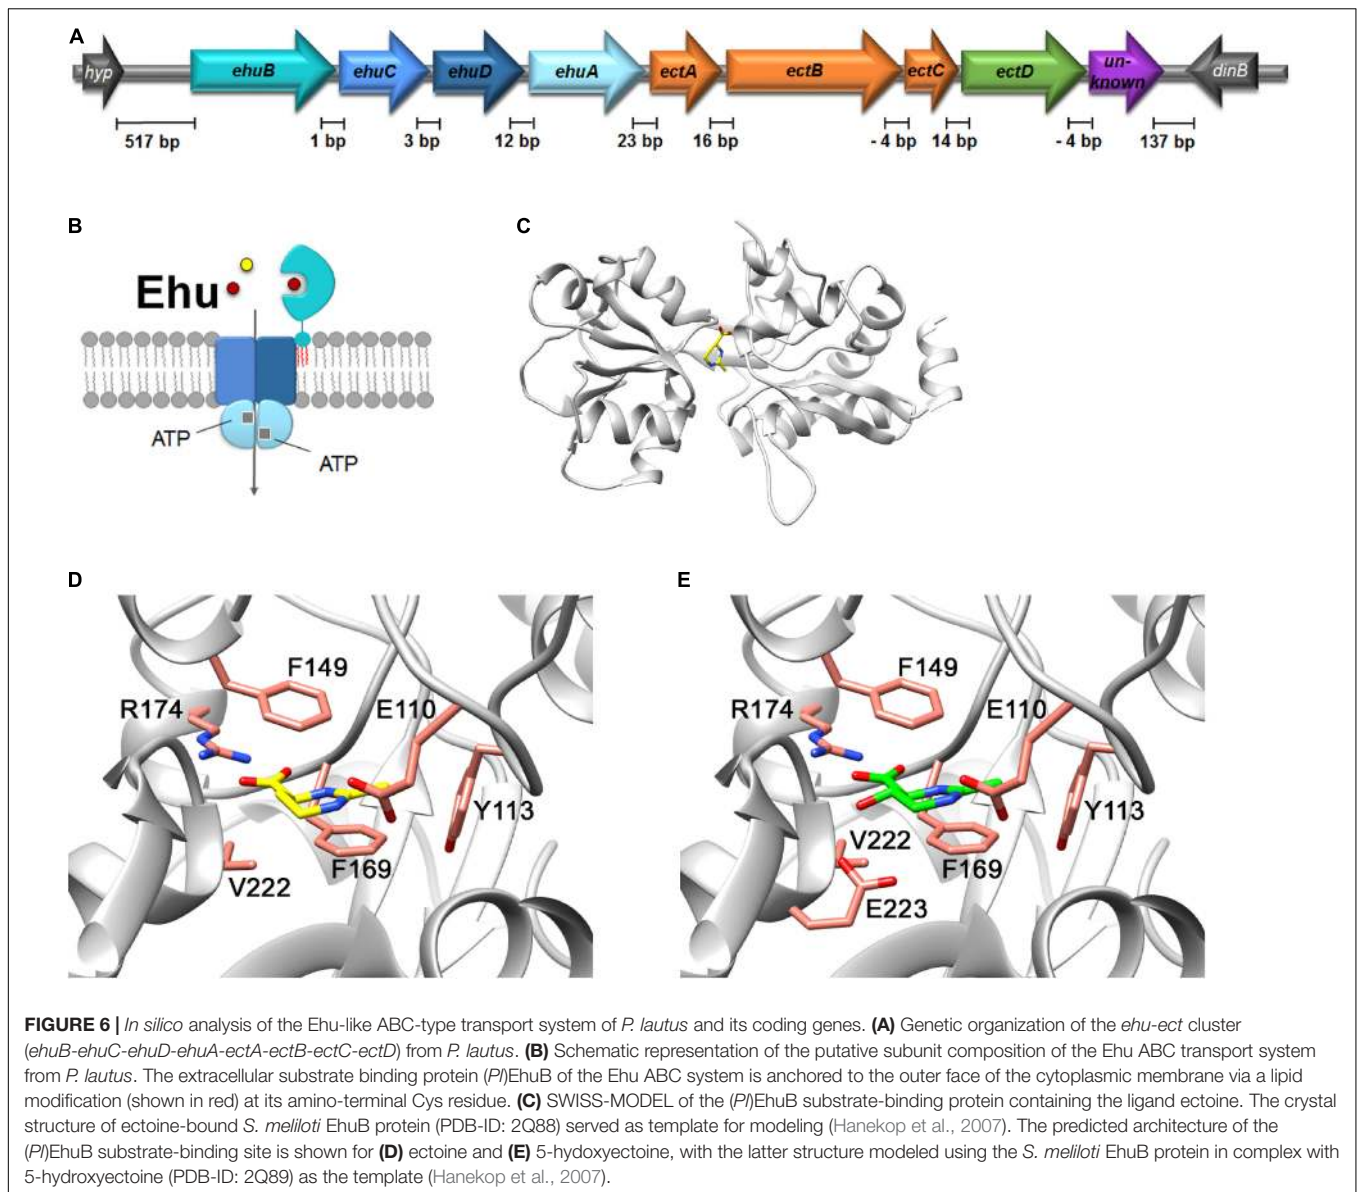 A
hyp ehuB ehuC ehuD ehuA ectA ectB ectC ectD un-known dinB
517 bp 1 bp 3 bp 12 bp 23 bp 16 bp - 4 bp 14 bp - 4 bp 137 bp
B
Ehu
ATP
ATP
C
D
F149
R174
E110
Y113
F169
V222
E
F149
R174
E110
Y113
V222
F169
E223
FIGURE 6 | In silico analysis of the Ehu-like ABC-type transport system of P. lautus and its coding genes. (A) Genetic organization of the ehu-ect cluster
(ehuB-ehuC-ehuD-ehuA-ectA-ectB-ectC-ectD) from P. lautus. (B) Schematic representation of the putative subunit composition of the Ehu ABC transport system
from P. lautus. The extracellular substrate binding protein (Pl)EhuB of the Ehu ABC system is anchored to the outer face of the cytoplasmic membrane via a lipid
modification (shown in red) at its amino-terminal Cys residue. (C) SWISS-MODEL of the (Pl)EhuB substrate-binding protein containing the ligand ectoine. The crystal
structure of ectoine-bound S. meliloti EhuB protein (PDB-ID: 2Q88) served as template for modeling (Hanekop et al., 2007). The predicted architecture of the
(Pl)EhuB substrate-binding site is shown for (D) ectoine and (E) 5-hydoxyectoine, with the latter structure modeled using the S. meliloti EhuB protein in complex with
5-hydroxyectoine (PDB-ID: 2Q89) as the template (Hanekop et al., 2007).